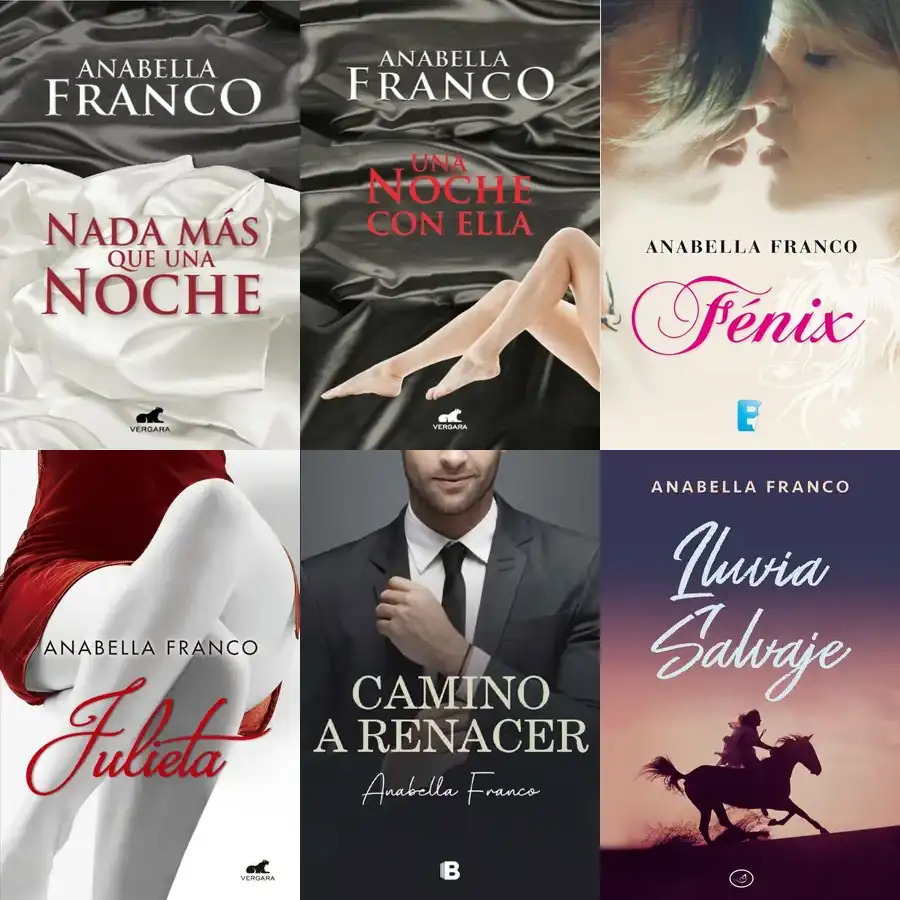 ANABELLA
FRANCO
NADA MÁS
QUE UNA
NOCHE
VERGARA
ANABELLA
FRANCO
UNA
NOCHE
CON ELLA
VERGARA
ANABELLA FRANCO
Fénix
B
ANABELLA FRANCO
Julieta
VERGARA
CAMINO
A RENACER
Anabella Franco
B
ANABELLA FRANCO
Lluvia
Salvaje